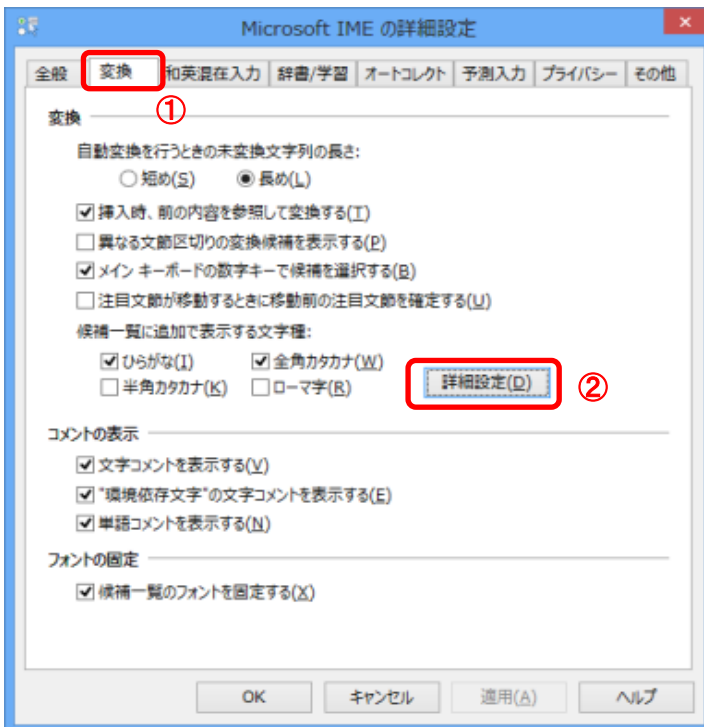 Microsoft IME の詳細設定
全般 変換 和英混在入力 辞書/学習 オートコレクト 予測入力 プライバシー その他
①
変換
自動変換を行うときの未変換文字列の長さ:
短め(S) 長め(L)
挿入時、前の内容を参照して変換する(T)
異なる文節区切りの変換候補を表示する(P)
メイン キーボードの数字キーで候補を選択する(B)
注目文節が移動するときに移動前の注目文節を確定する(U)
候補一覧に追加で表示する文字種:
ひらがな(I) 全角カタカナ(W)
半角カタカナ(K) ローマ字(R) 詳細設定(D) ②
コメントの表示
文字コメントを表示する(V)
"環境依存文字"の文字コメントを表示する(E)
単語コメントを表示する(N)
フォントの固定
候補一覧のフォントを固定する(X)
OK キャンセル 適用(A) ヘルプ